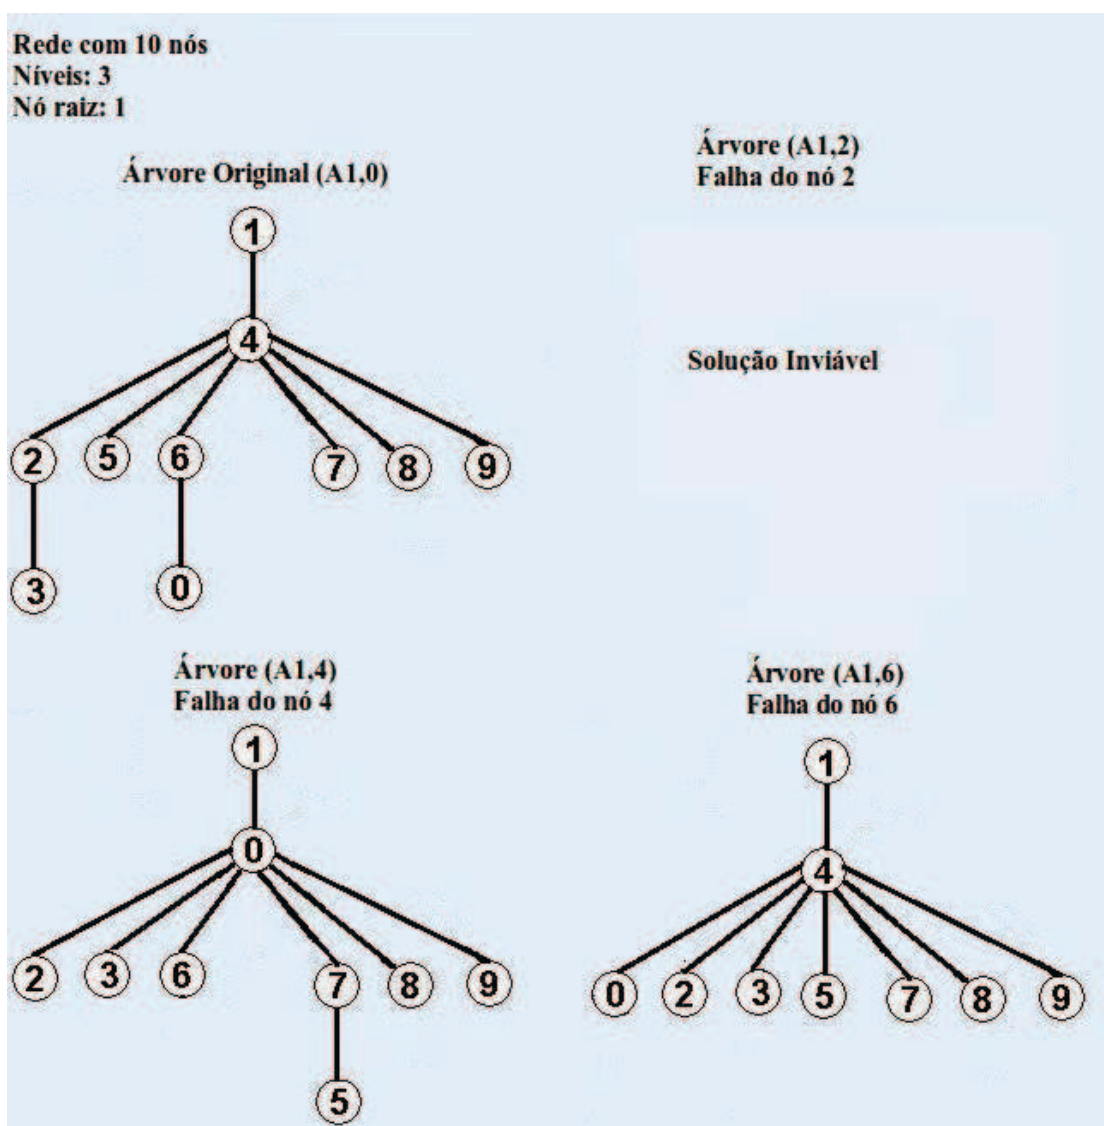 Rede com 10 nós
Níveis: 3
Nó raiz: 1
Árvore Original (A1,0)
1
4
2 5 6 7 8 9
3 0
Árvore (A1,2)
Falha do nó 2
Solução Inviável
Árvore (A1,4)
Falha do nó 4
1
0
2 3 6 7 8 9
5
Árvore (A1,6)
Falha do nó 6
1
4
0 2 3 5 7 8 9